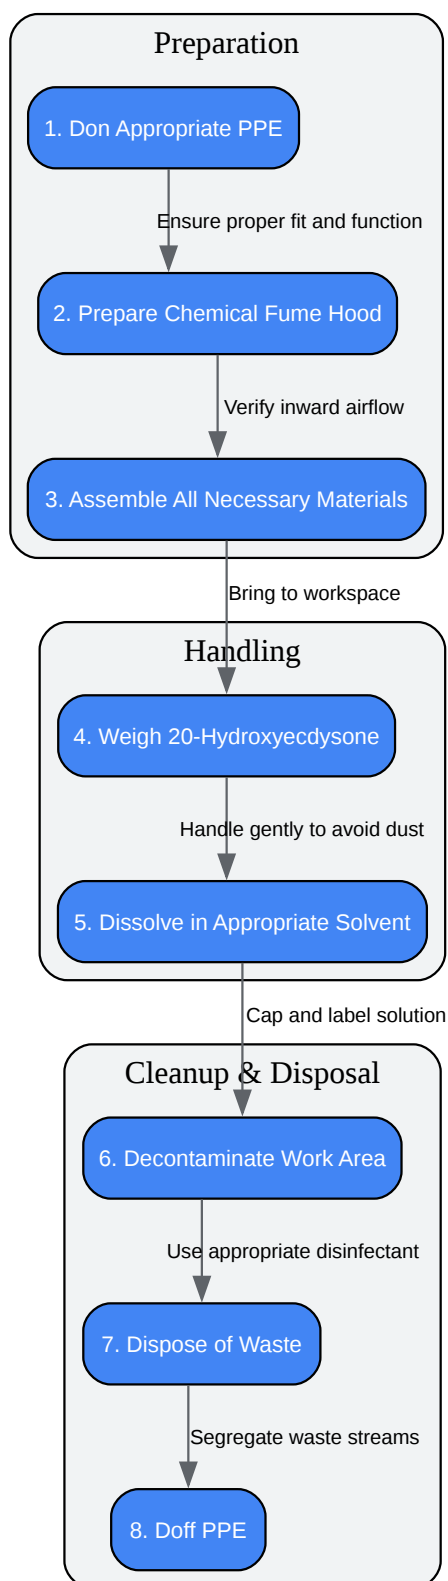 Preparation
1. Don Appropriate PPE
Ensure proper fit and function
2. Prepare Chemical Fume Hood
Verify inward airflow
3. Assemble All Necessary Materials
Bring to workspace
Handling
4. Weigh 20-Hydroxyecdysone
Handle gently to avoid dust
5. Dissolve in Appropriate Solvent
Cap and label solution
Cleanup & Disposal
6. Decontaminate Work Area
Use appropriate disinfectant
7. Dispose of Waste
Segregate waste streams
8. Doff PPE